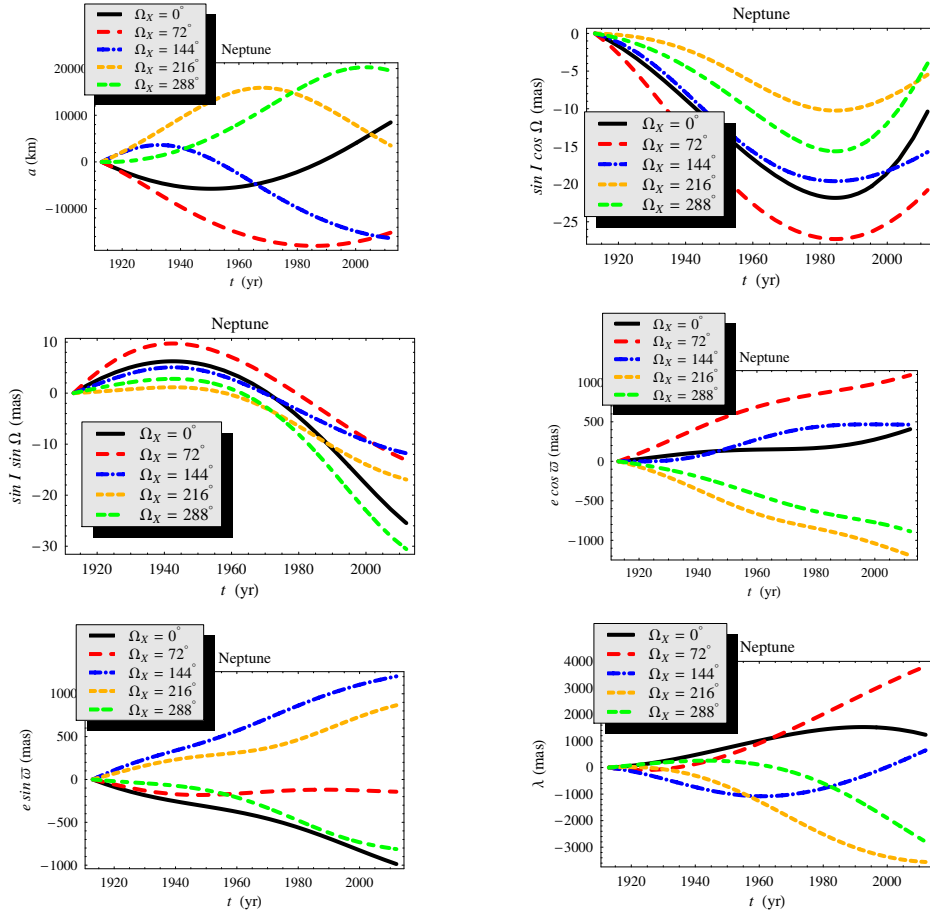 Ω_X = 0°
Ω_X = 72°
Ω_X = 144°
Ω_X = 216°
Ω_X = 288°
Neptune
20000
10000
0
−10000
a (km)
1920 1940 1960 1980 2000
t (yr)
Neptune
0
−5
−10
−15
−20
−25
sin I cos Ω (mas)
Ω_X = 0°
Ω_X = 72°
Ω_X = 144°
Ω_X = 216°
Ω_X = 288°
1920 1940 1960 1980 2000
t (yr)
Neptune
10
0
−10
−20
−30
sin I sin Ω (mas)
Ω_X = 0°
Ω_X = 72°
Ω_X = 144°
Ω_X = 216°
Ω_X = 288°
1920 1940 1960 1980 2000
t (yr)
Ω_X = 0°
Ω_X = 72°
Ω_X = 144°
Ω_X = 216°
Ω_X = 288°
Neptune
1000
500
0
−500
−1000
e cos ϖ (mas)
1920 1940 1960 1980 2000
t (yr)
Ω_X = 0°
Ω_X = 72°
Ω_X = 144°
Ω_X = 216°
Ω_X = 288°
Neptune
1000
500
0
−500
−1000
e sin ϖ (mas)
1920 1940 1960 1980 2000
t (yr)
Ω_X = 0°
Ω_X = 72°
Ω_X = 144°
Ω_X = 216°
Ω_X = 288°
Neptune
4000
3000
2000
1000
0
−1000
−2000
−3000
λ (mas)
1920 1940 1960 1980 2000
t (yr)